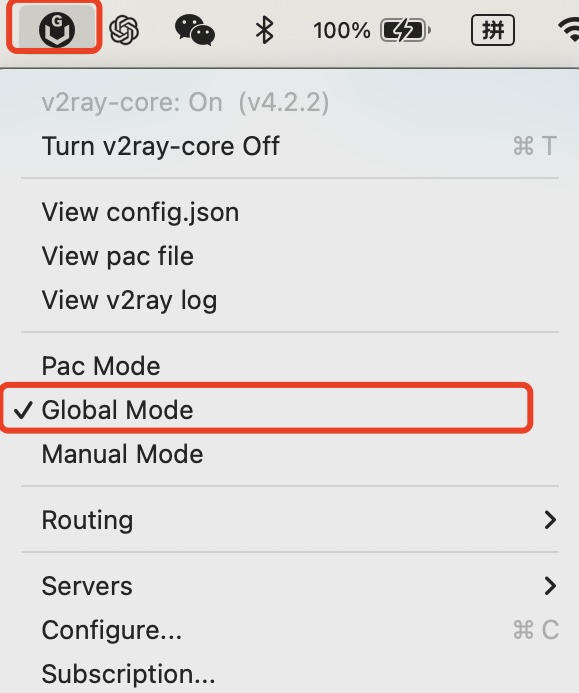 G
100%
拼
v2ray-core: On (v4.2.2)
Turn v2ray-core Off ⌘ T
View config.json
View pac file
View v2ray log
Pac Mode
✓ Global Mode
Manual Mode
Routing
Servers
Configure... ⌘ C
Subscription...